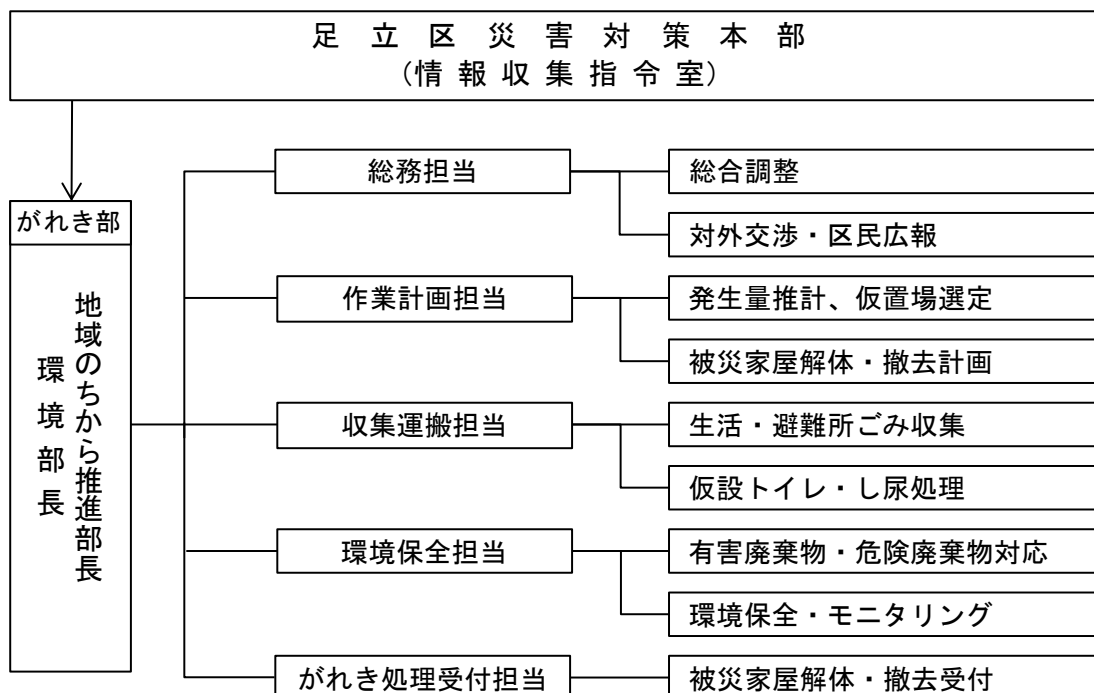 足立区災害対策本部
(情報収集指令室)
がれき部
地域のちから推進部長
環境部長
総務担当
総合調整
対外交渉・区民広報
作業計画担当
発生量推計、仮置場選定
被災家屋解体・撤去計画
収集運搬担当
生活・避難所ごみ収集
仮設トイレ・し尿処理
環境保全担当
有害廃棄物・危険廃棄物対応
環境保全・モニタリング
がれき処理受付担当
被災家屋解体・撤去受付